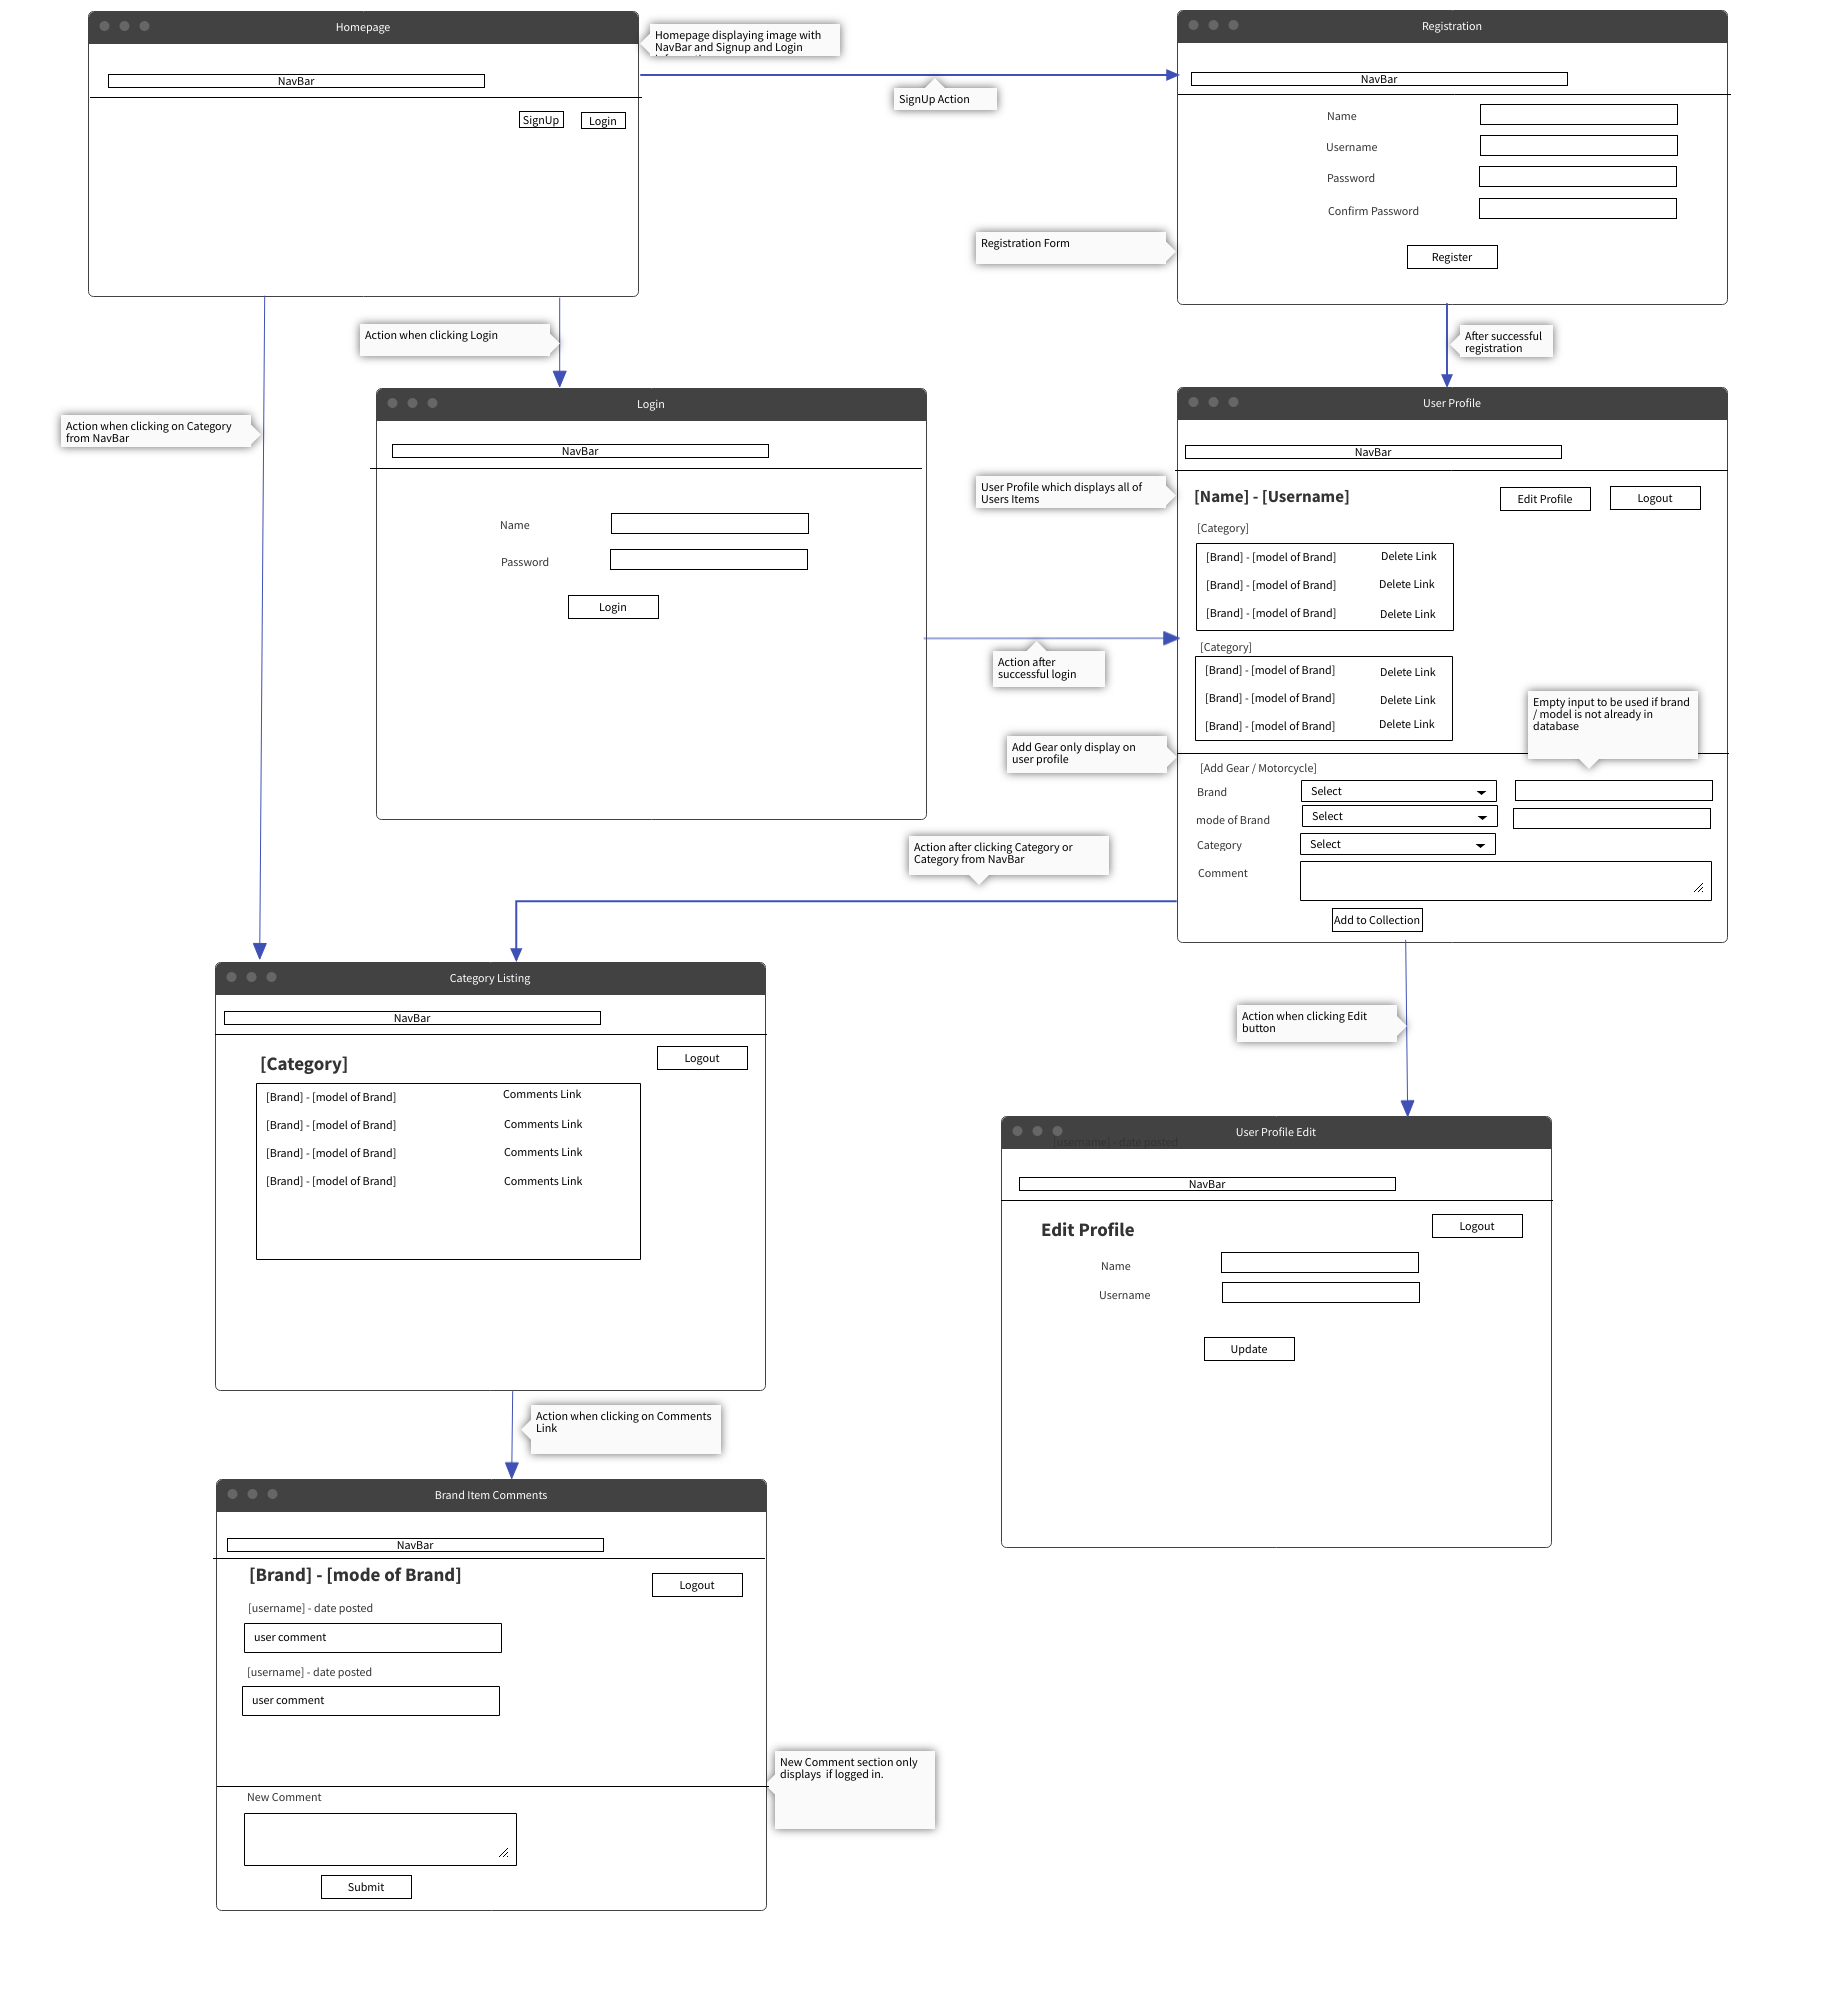 Homepage
NavBar
SignUp
Login
Homepage displaying image with
NavBar and Signup and Login
SignUp Action
Registration
NavBar
Name
Username
Password
Confirm Password
Register
Registration Form
Action when clicking Login
After successful
registration
Action when clicking on Category
from NavBar
Login
NavBar
Name
Password
Login
Action after
successful login
User Profile
NavBar
User Profile which displays all of
Users Items
[Name] - [Username]
Edit Profile
Logout
[Category]
[Brand] - [model of Brand] Delete Link
[Brand] - [model of Brand] Delete Link
[Brand] - [model of Brand] Delete Link
[Category]
[Brand] - [model of Brand] Delete Link
[Brand] - [model of Brand] Delete Link
[Brand] - [model of Brand] Delete Link
Empty input to be used if brand
/ model is not already in
database
Add Gear only display on
user profile
[Add Gear / Motorcycle]
Brand Select
mode of Brand Select
Category Select
Comment
Add to Collection
Action after clicking Category or
Category from NavBar
Category Listing
NavBar
[Category]
Logout
[Brand] - [model of Brand] Comments Link
[Brand] - [model of Brand] Comments Link
[Brand] - [model of Brand] Comments Link
[Brand] - [model of Brand] Comments Link
Action when clicking Edit
button
User Profile Edit
[username] - date posted
NavBar
Edit Profile
Logout
Name
Username
Update
Action when clicking on Comments
Link
Brand Item Comments
NavBar
[Brand] - [mode of Brand]
Logout
[username] - date posted
user comment
[username] - date posted
user comment
New Comment section only
displays if logged in.
New Comment
Submit